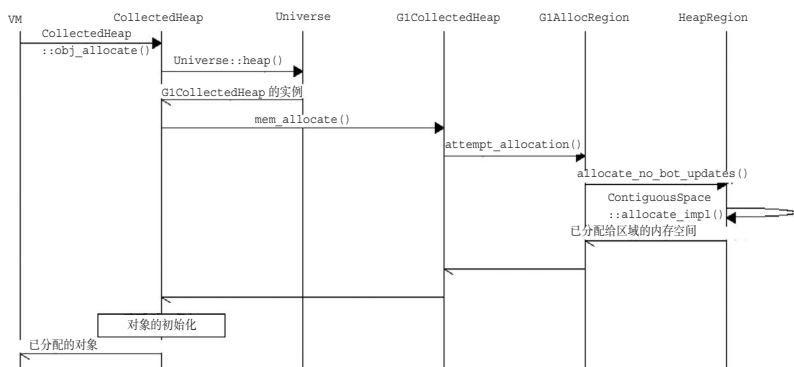 VM CollectedHeap Universe G1CollectedHeap G1AllocRegion HeapRegion
CollectedHeap
::obj_allocate()
Universe::heap()
G1CollectedHeap 的实例
mem_allocate()
attempt_allocation()
allocate_no_bot_updates()
ContiguousSpace
::allocate_impl()
已分配给区域的内存空间
对象的初始化
已分配的对象